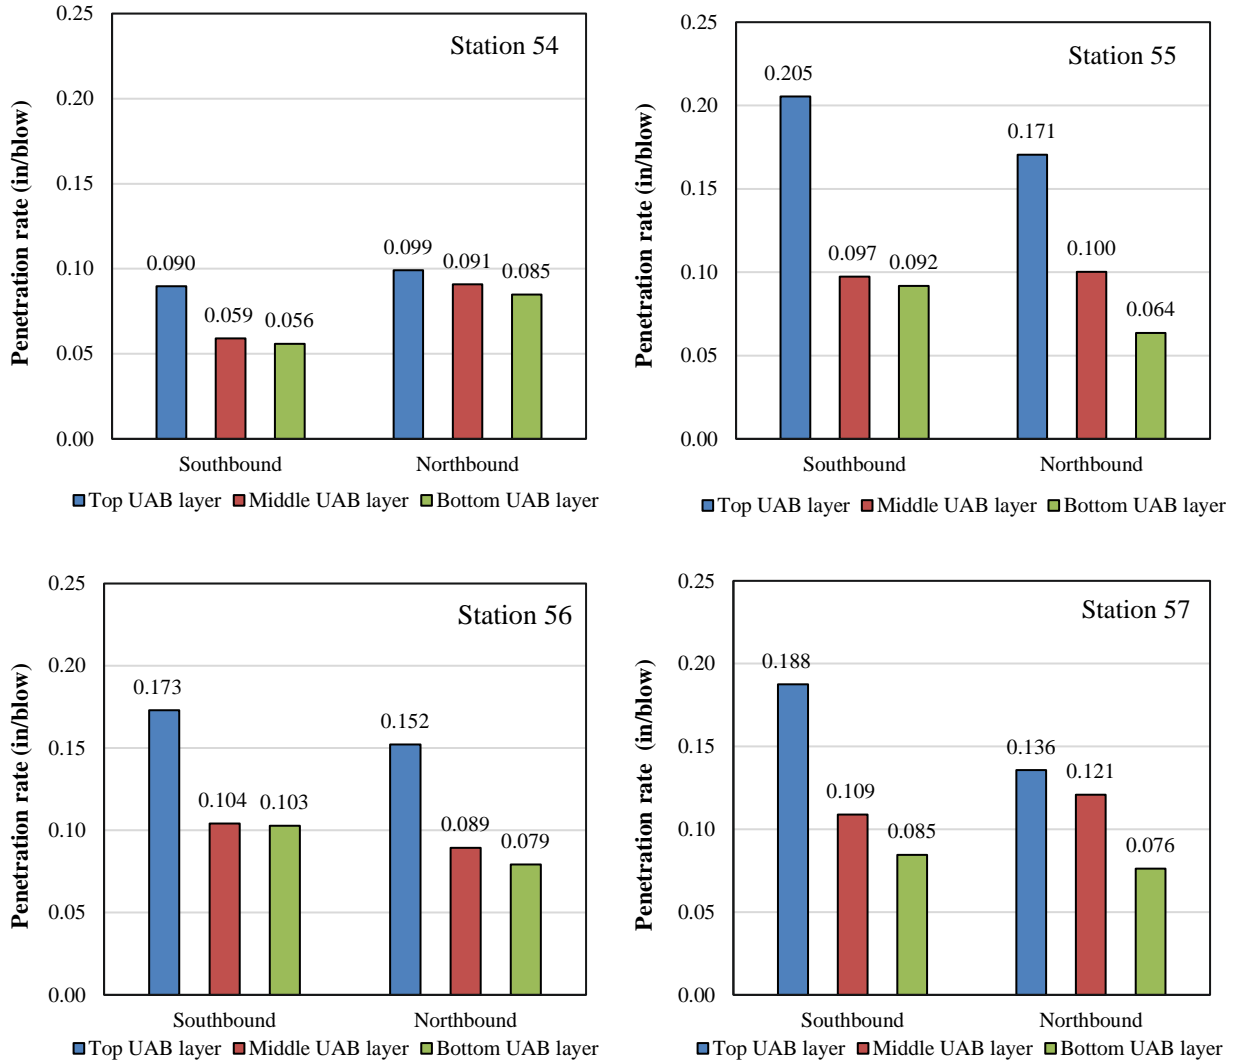 Station 54
Penetration rate (in/blow)
0.25
0.20
0.15
0.10
0.05
0.00
0.090
0.059
0.056
0.099
0.091
0.085
Southbound
Northbound
Top UAB layer Middle UAB layer Bottom UAB layer
Station 55
Penetration rate (in/blow)
0.25
0.20
0.15
0.10
0.05
0.00
0.205
0.097
0.092
0.171
0.100
0.064
Southbound
Northbound
Top UAB layer Middle UAB layer Bottom UAB layer
Station 56
Penetration rate (in/blow)
0.25
0.20
0.15
0.10
0.05
0.00
0.173
0.104
0.103
0.152
0.089
0.079
Southbound
Northbound
Top UAB layer Middle UAB layer Bottom UAB layer
Station 57
Penetration rate (in/blow)
0.25
0.20
0.15
0.10
0.05
0.00
0.188
0.109
0.085
0.136
0.121
0.076
Southbound
Northbound
Top UAB layer Middle UAB layer Bottom UAB layer